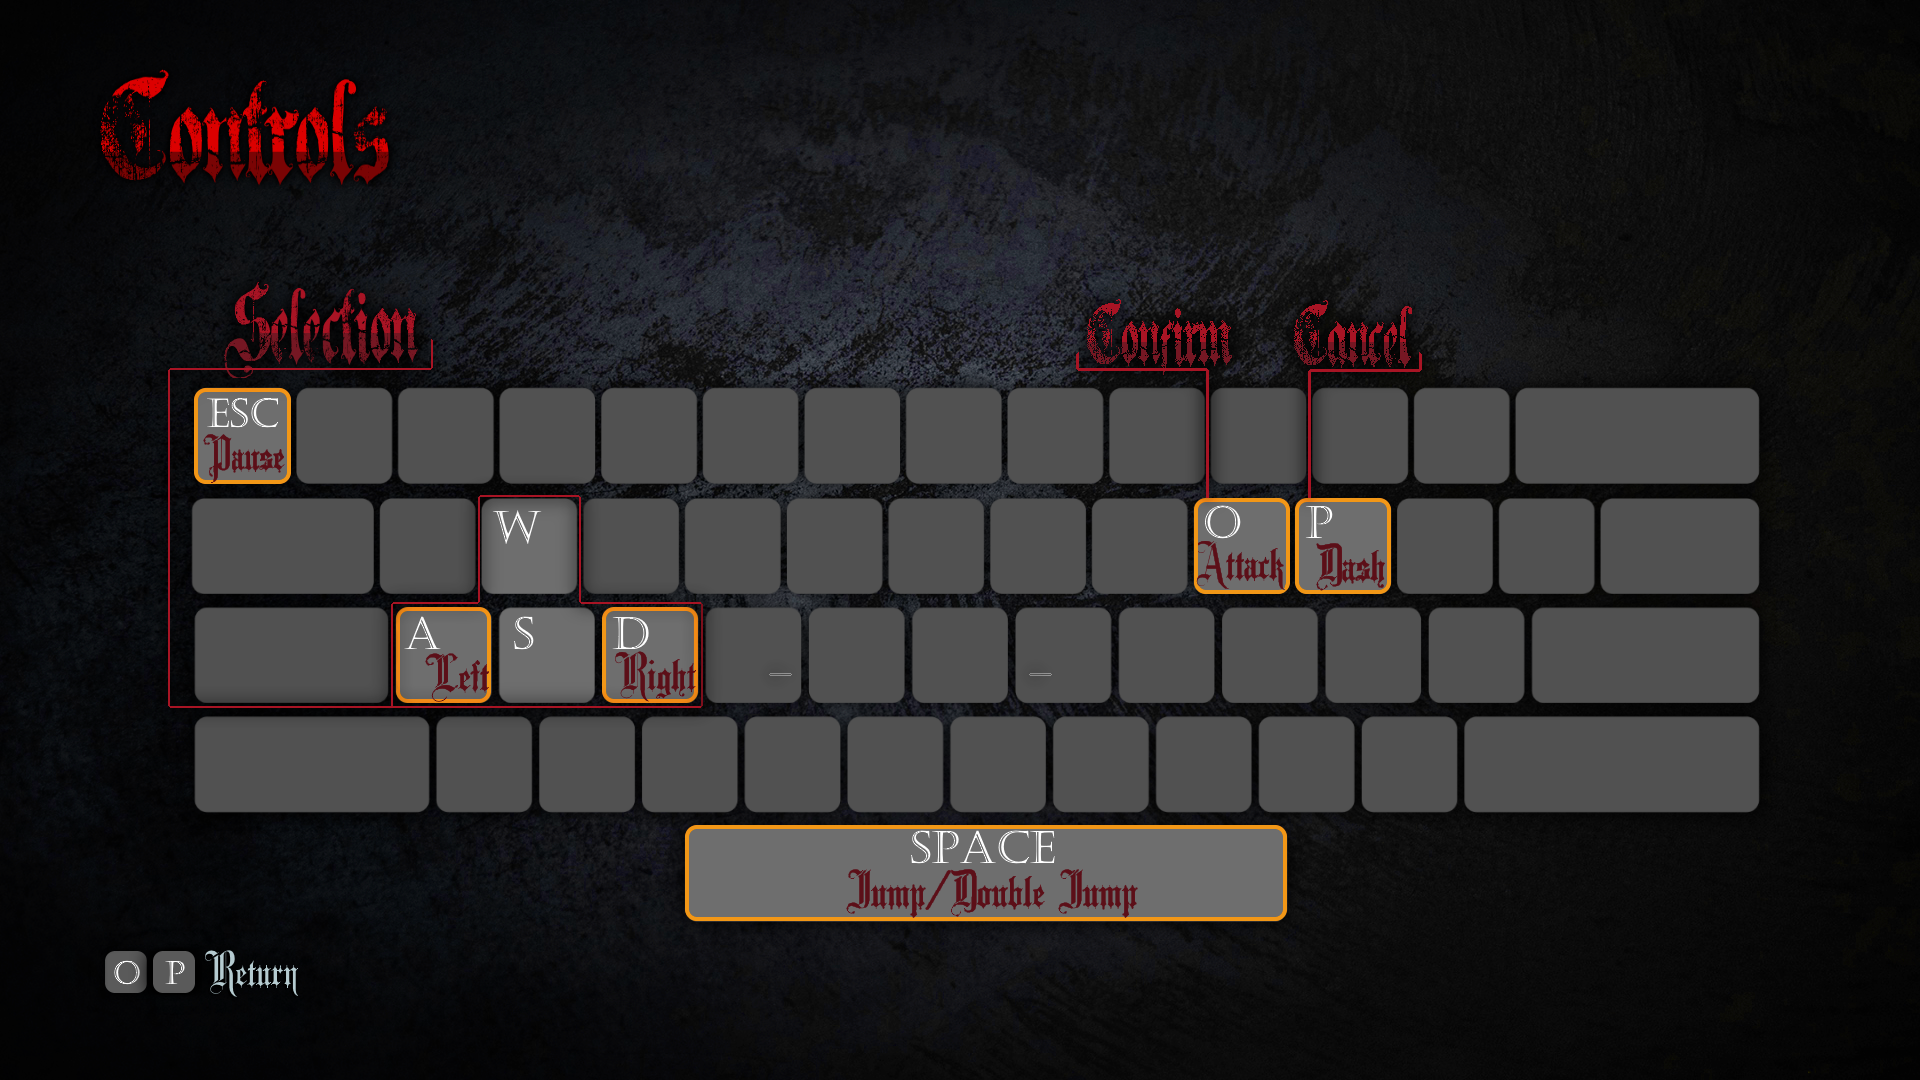 Controls
Selection
Confirm
Cancel
ESC
Pause
W
O
Attack
P
Dash
A
Left
S
D
Right
SPACE
Jump/Double Jump
O P Return